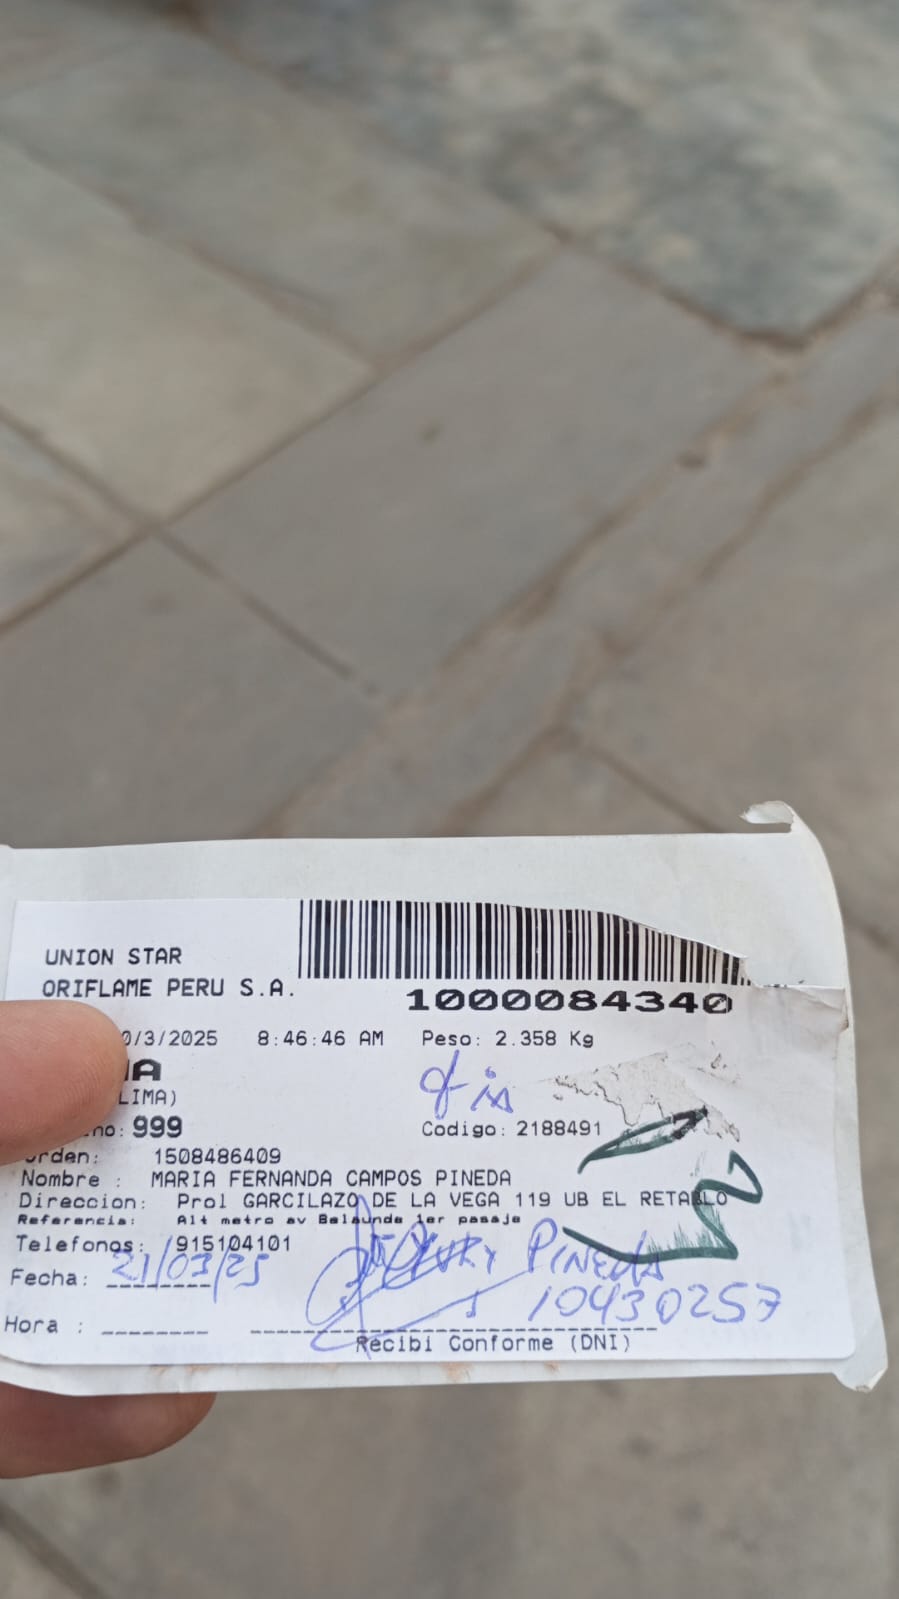 UNION STAR
ORIFLAME PERU S.A.
1000084340
0/3/2025 8:46:46 AM Peso: 2.358 Kg
LIMA)
999 Codigo: 2188491
Orden: 1508486409
Nombre : MARIA FERNANDA CAMPOS PINEDA
Direccion: Prol GARCILAZO DE LA VEGA 119 UB EL RETABLO
Referencia: Alt metro av Belaunde 1er pasaje
Telefonos: 915104101
Fecha: 21/03/25 PINEDA
10430257
Hora :
Recibi Conforme (DNI)